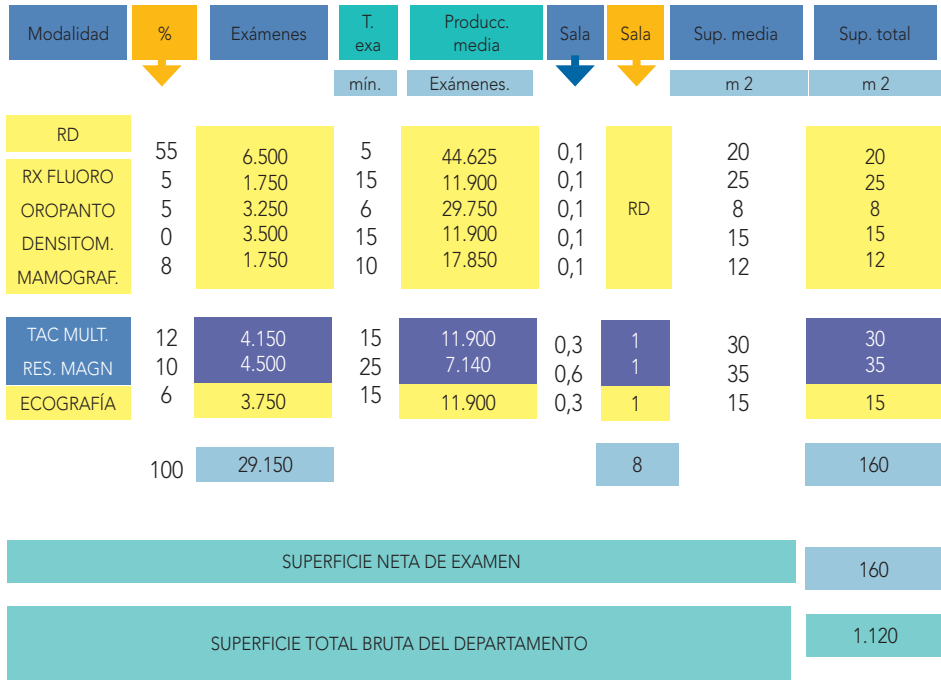 Modalidad % Exámenes T. exa Producc. media Sala Sala Sup. media Sup. total
mín. Exámenes. m 2 m 2
RD 55 6.500 5 44.625 0,1 20 20
RX FLUORO 5 1.750 15 11.900 0,1 25 25
OROPANTO 5 3.250 6 29.750 0,1 RD 8 8
DENSITOM. 0 3.500 15 11.900 0,1 15 15
MAMOGRAF. 8 1.750 10 17.850 0,1 12 12
TAC MULT. 12 4.150 15 11.900 0,3 1 30 30
RES. MAGN 10 4.500 25 7.140 0,6 1 35 35
ECOGRAFÍA 6 3.750 15 11.900 0,3 1 15 15
100 29.150 8 160
SUPERFICIE NETA DE EXAMEN 160
SUPERFICIE TOTAL BRUTA DEL DEPARTAMENTO 1.120